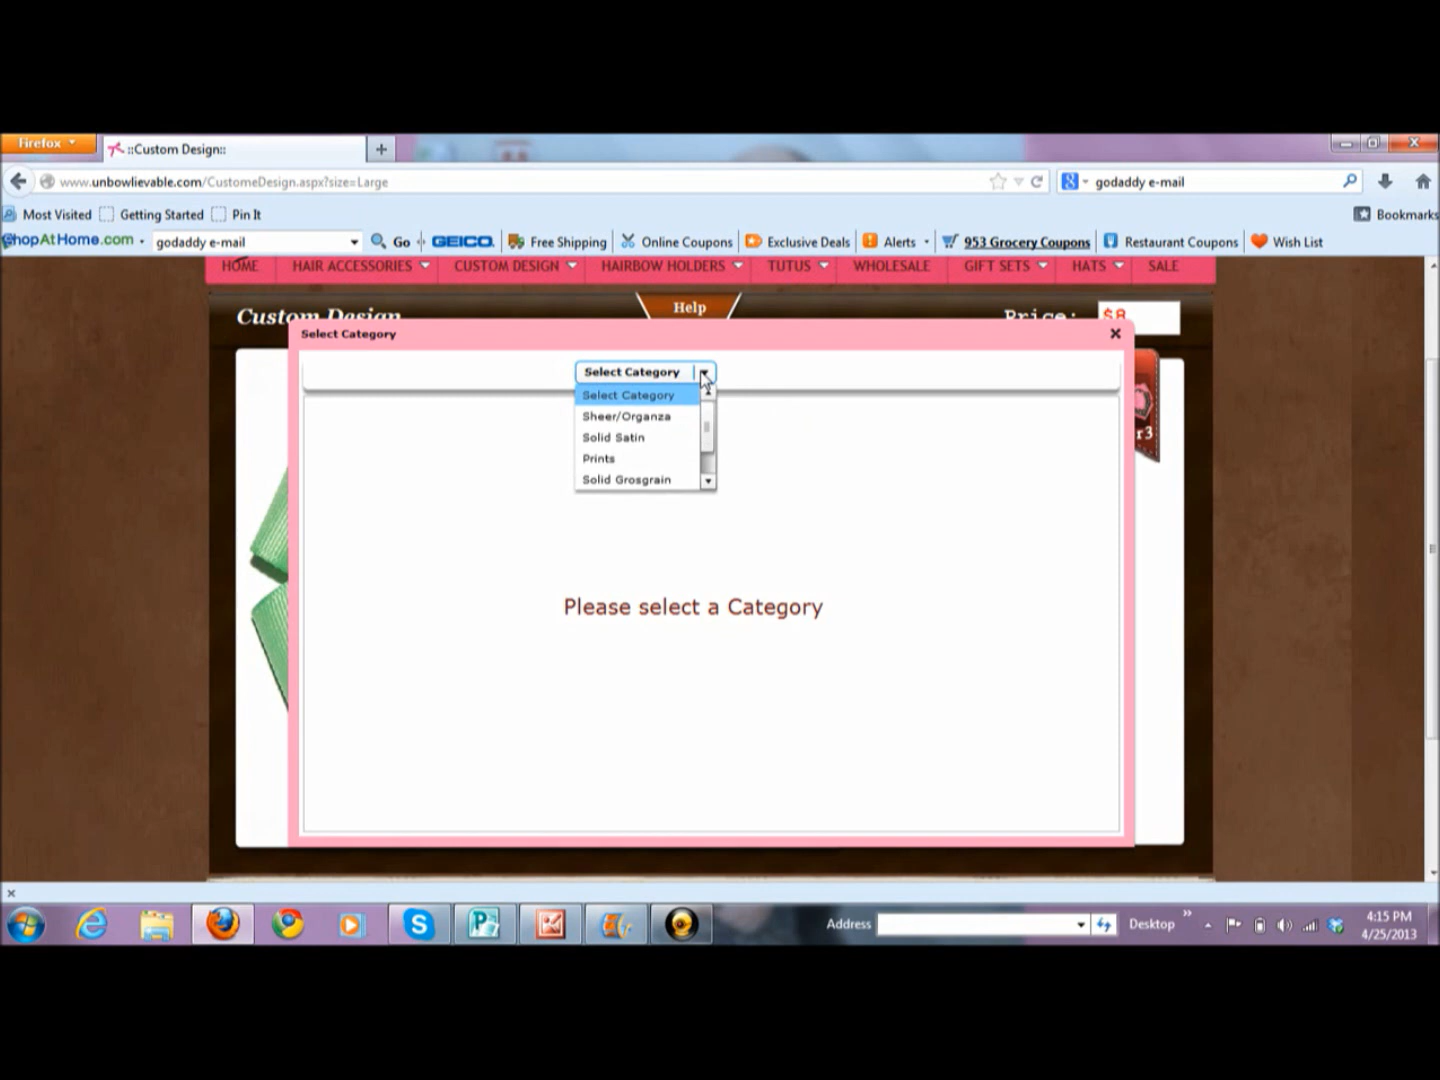 Firefox
::Custom Design::
www.unbowlievable.com/CustomeDesign.aspx?size=Large
godaddy e-mail
Most Visited
Getting Started
Pin It
Bookmarks
ShopAtHome.com
godaddy e-mail
Go
GEICO
Free Shipping
Online Coupons
Exclusive Deals
Alerts
953 Grocery Coupons
Restaurant Coupons
Wish List
HOME
HAIR ACCESSORIES
CUSTOM DESIGN
HAIRBOW HOLDERS
TUTUS
WHOLESALE
GIFT SETS
HATS
SALE
Custom Design
Help
Price: $8
Select Category
Select Category
Select Category
Sheer/Organza
Solid Satin
Prints
Solid Grosgrain
r3
Please select a Category
Address
Desktop
4:15 PM
4/25/2013